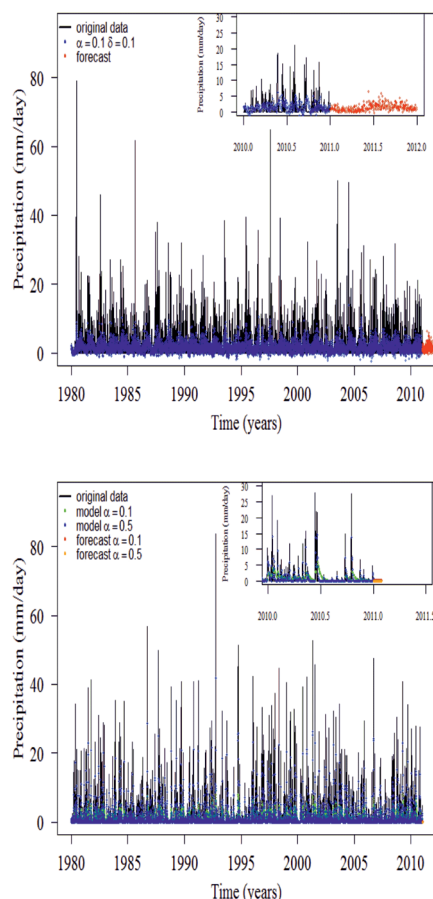 original data
α = 0.1 δ = 0.1
forecast
Precipitation (mm/day)
30
25
20
15
10
5
0
2010.0 2010.5 2011.0 2011.5 2012.0
Precipitation (mm/day)
80
60
40
20
0
1980 1985 1990 1995 2000 2005 2010
Time (years)
original data
model α = 0.1
model α = 0.5
forecast α = 0.1
forecast α = 0.5
Precipitation (mm/day)
30
25
20
15
10
5
0
2010.0 2010.5 2011.0 2011.5
Precipitation (mm/day)
80
60
40
20
0
1980 1985 1990 1995 2000 2005 2010
Time (years)